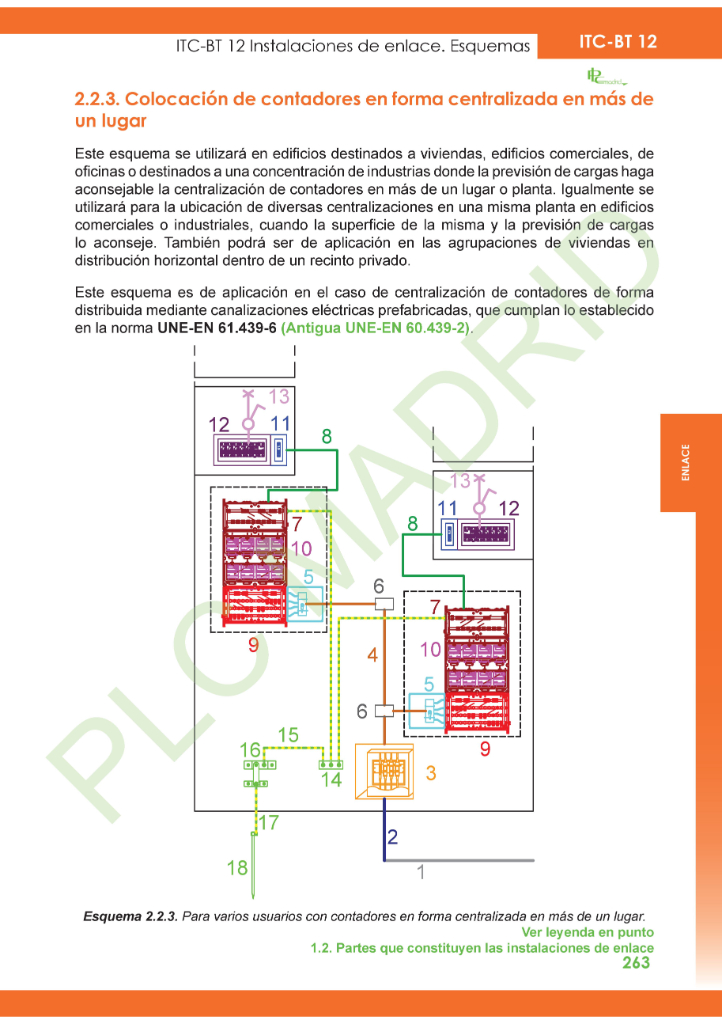 ITC-BT 12 Instalaciones de enlace. Esquemas
ITC-BT 12
2.2.3. Colocación de contadores en forma centralizada en más de
un lugar
Este esquema se utilizará en edificios destinados a viviendas, edificios comerciales, de
oficinas o destinados a una concentración de industrias donde la previsión de cargas haga
aconsejable la centralización de contadores en más de un lugar o planta. Igualmente se
utilizará para la ubicación de diversas centralizaciones en una misma planta en edificios
comerciales o industriales, cuando la superficie de la misma y la previsión de cargas
lo aconseje. También podrá ser de aplicación en las agrupaciones de viviendas en
distribución horizontal dentro de un recinto privado.
Este esquema es de aplicación en el caso de centralización de contadores de forma
distribuida mediante canalizaciones eléctricas prefabricadas, que cumplan lo establecido
en la norma UNE-EN 61.439-6 (Antigua UNE-EN 60.439-2).
PLC MADRID
ENLACE
13
12
11
8
7
10
5
9
13
11
12
8
6
7
10
4
5
6
9
15
16
14
3
17
2
18
1
Esquema 2.2.3. Para varios usuarios con contadores en forma centralizada en más de un lugar.
Ver leyenda en punto
1.2. Partes que constituyen las instalaciones de enlace
263